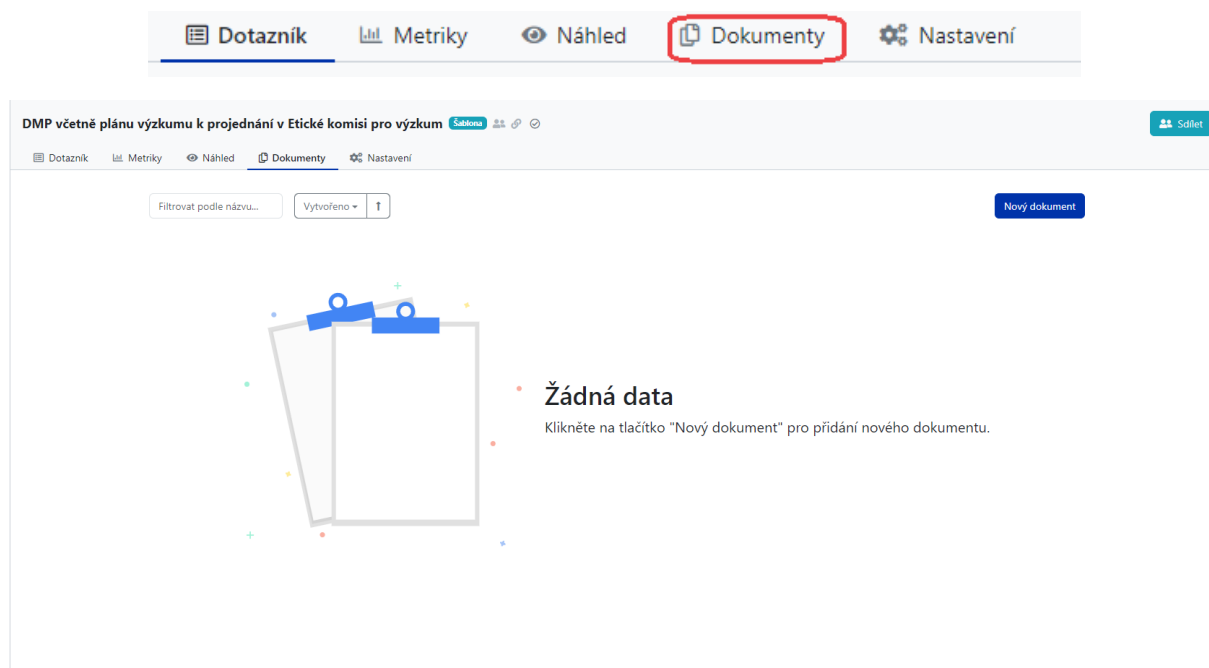 Dotazník Metriky Náhled Dokumenty Nastavení
DMP včetně plánu výzkumu k projednání v Etické komisi pro výzkum Šablona
Sdílet
Dotazník Metriky Náhled Dokumenty Nastavení
Filtrovat podle názvu... Vytvořeno Nový dokument
Žádná data
Klikněte na tlačítko "Nový dokument" pro přidání nového dokumentu.